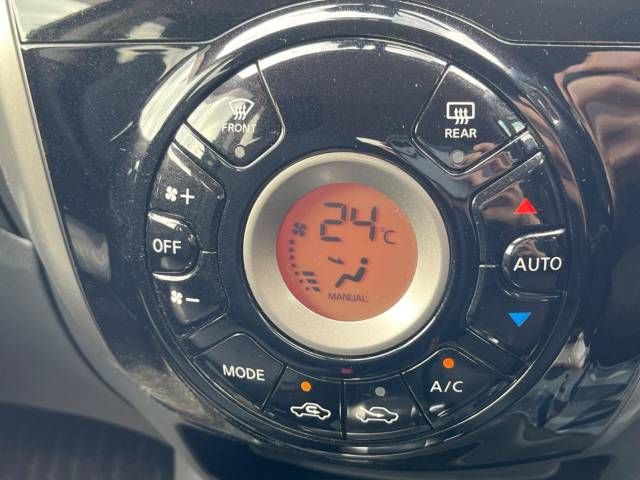 FRONT
REAR
+
OFF
-
24°C
MANUAL
AUTO
MODE
A/C